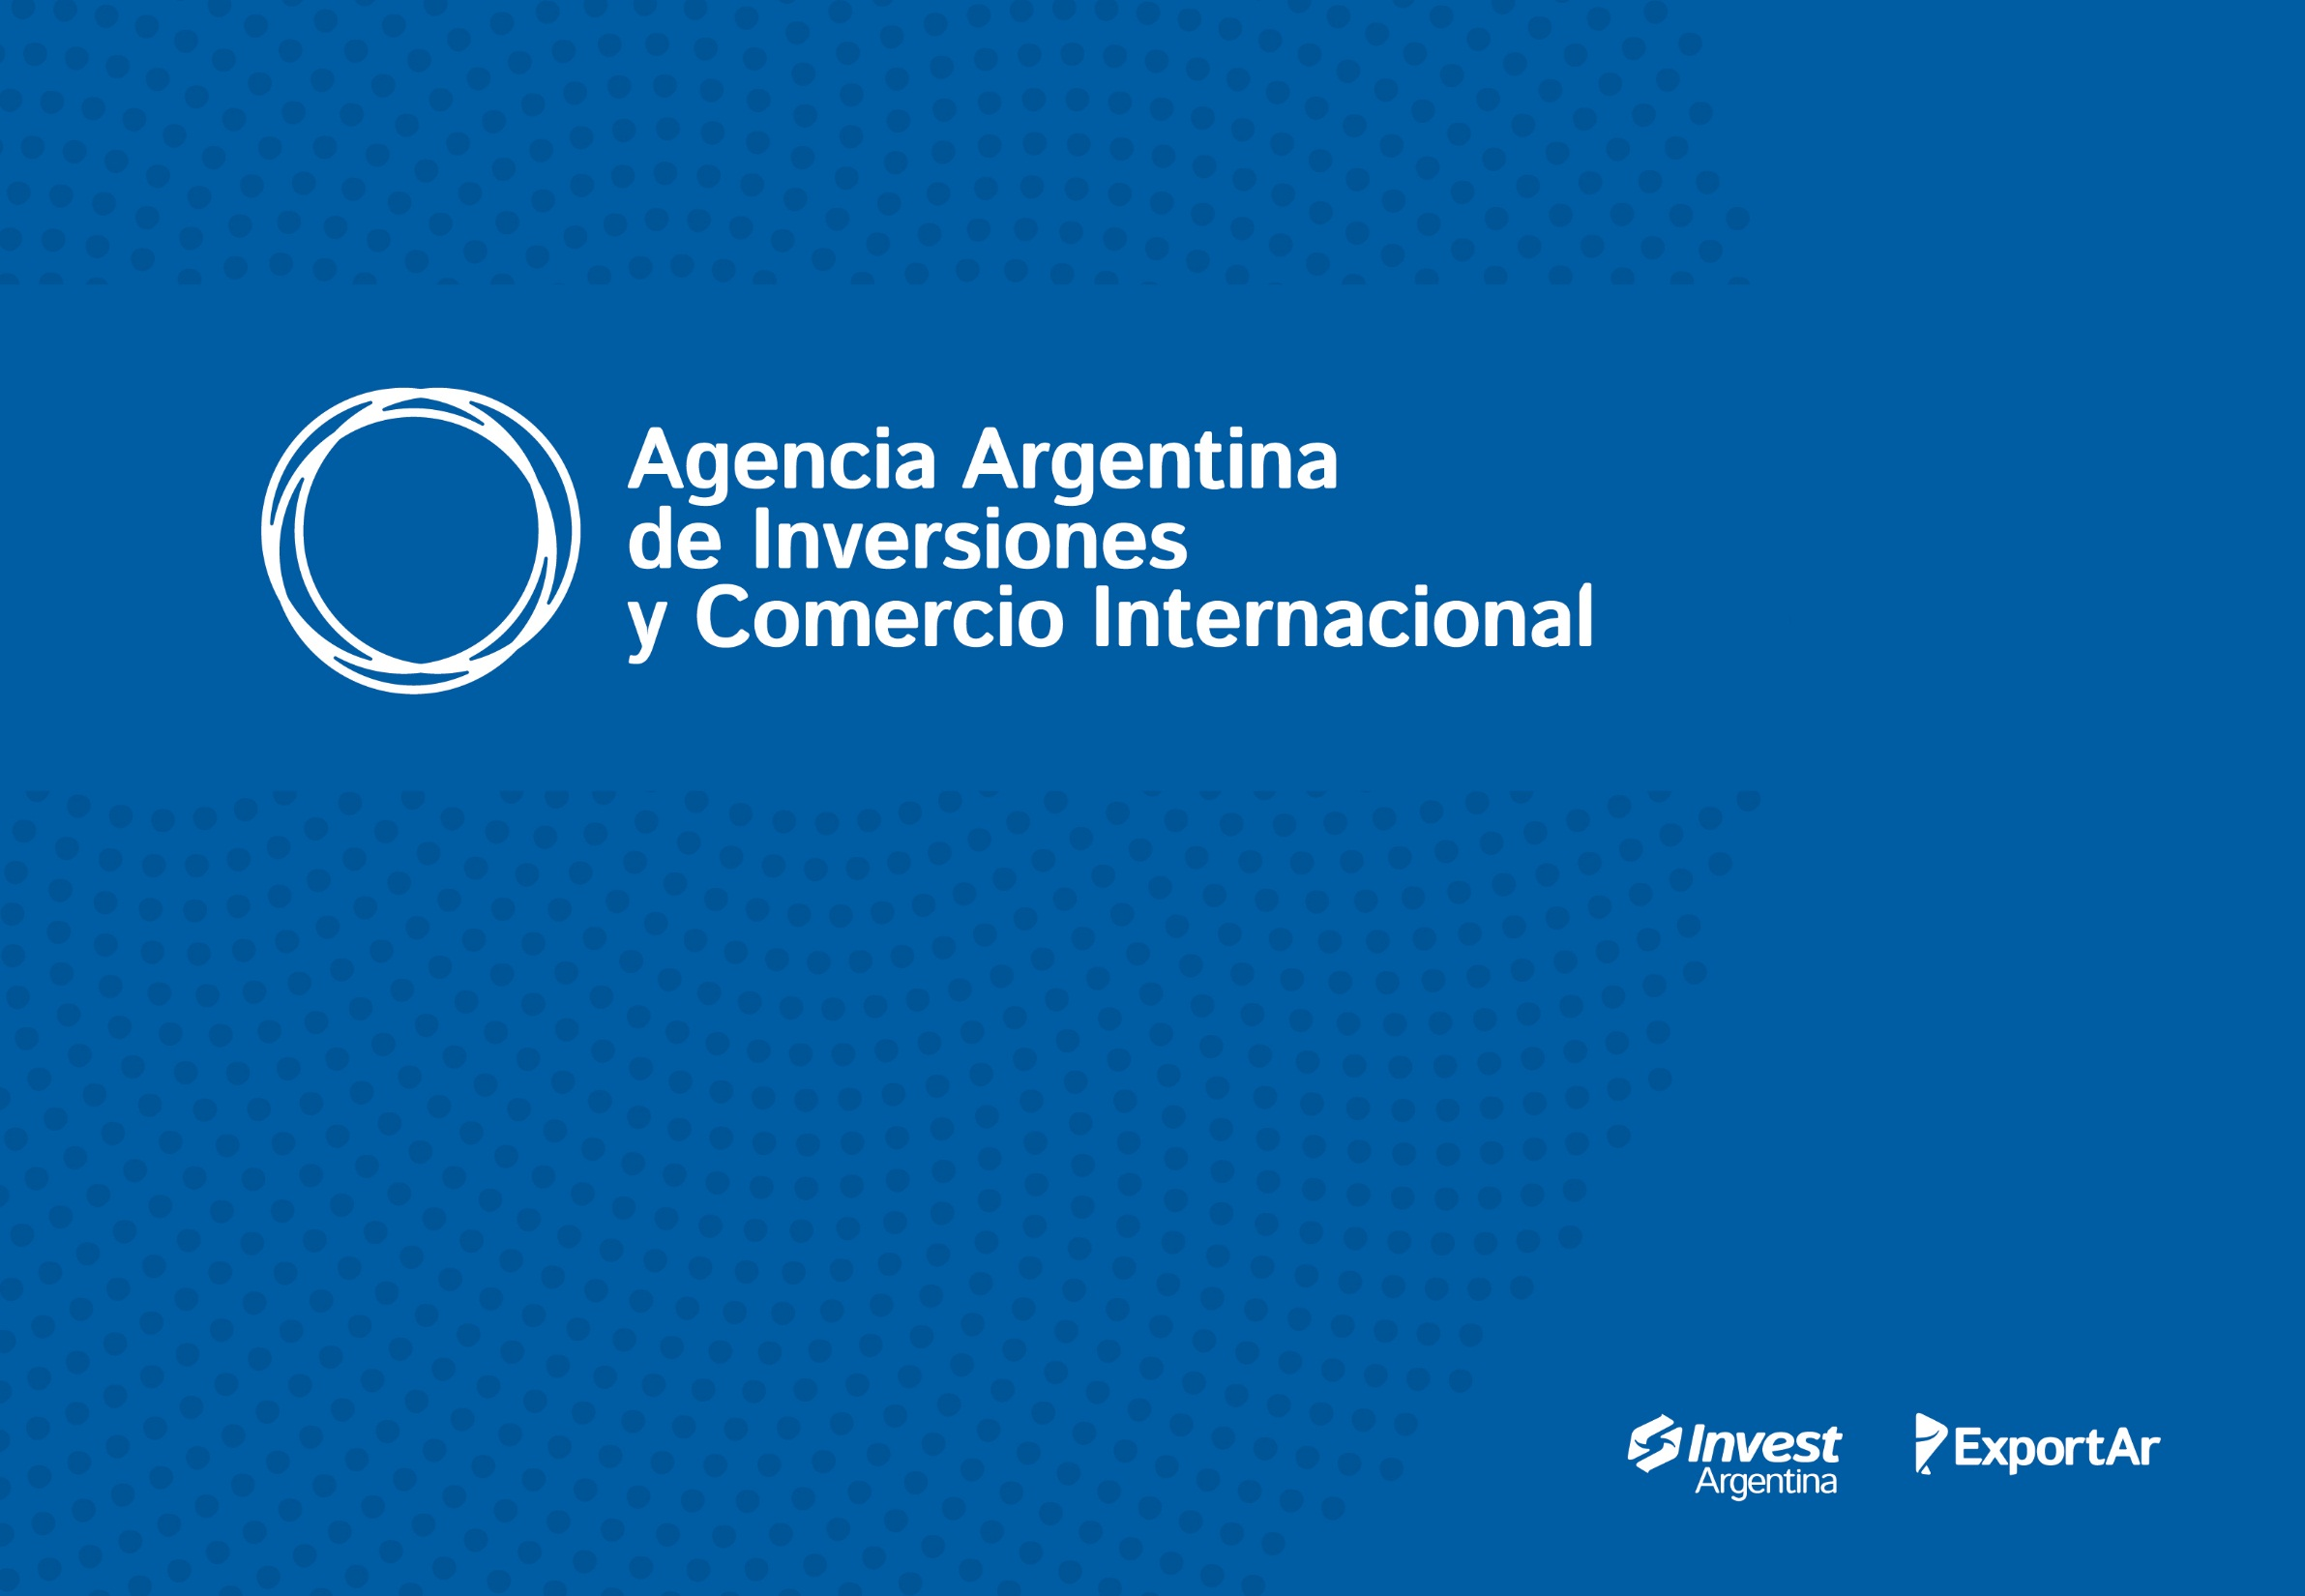 Agencia Argentina
de Inversiones
y Comercio Internacional
Invest
Argentina
ExportAr